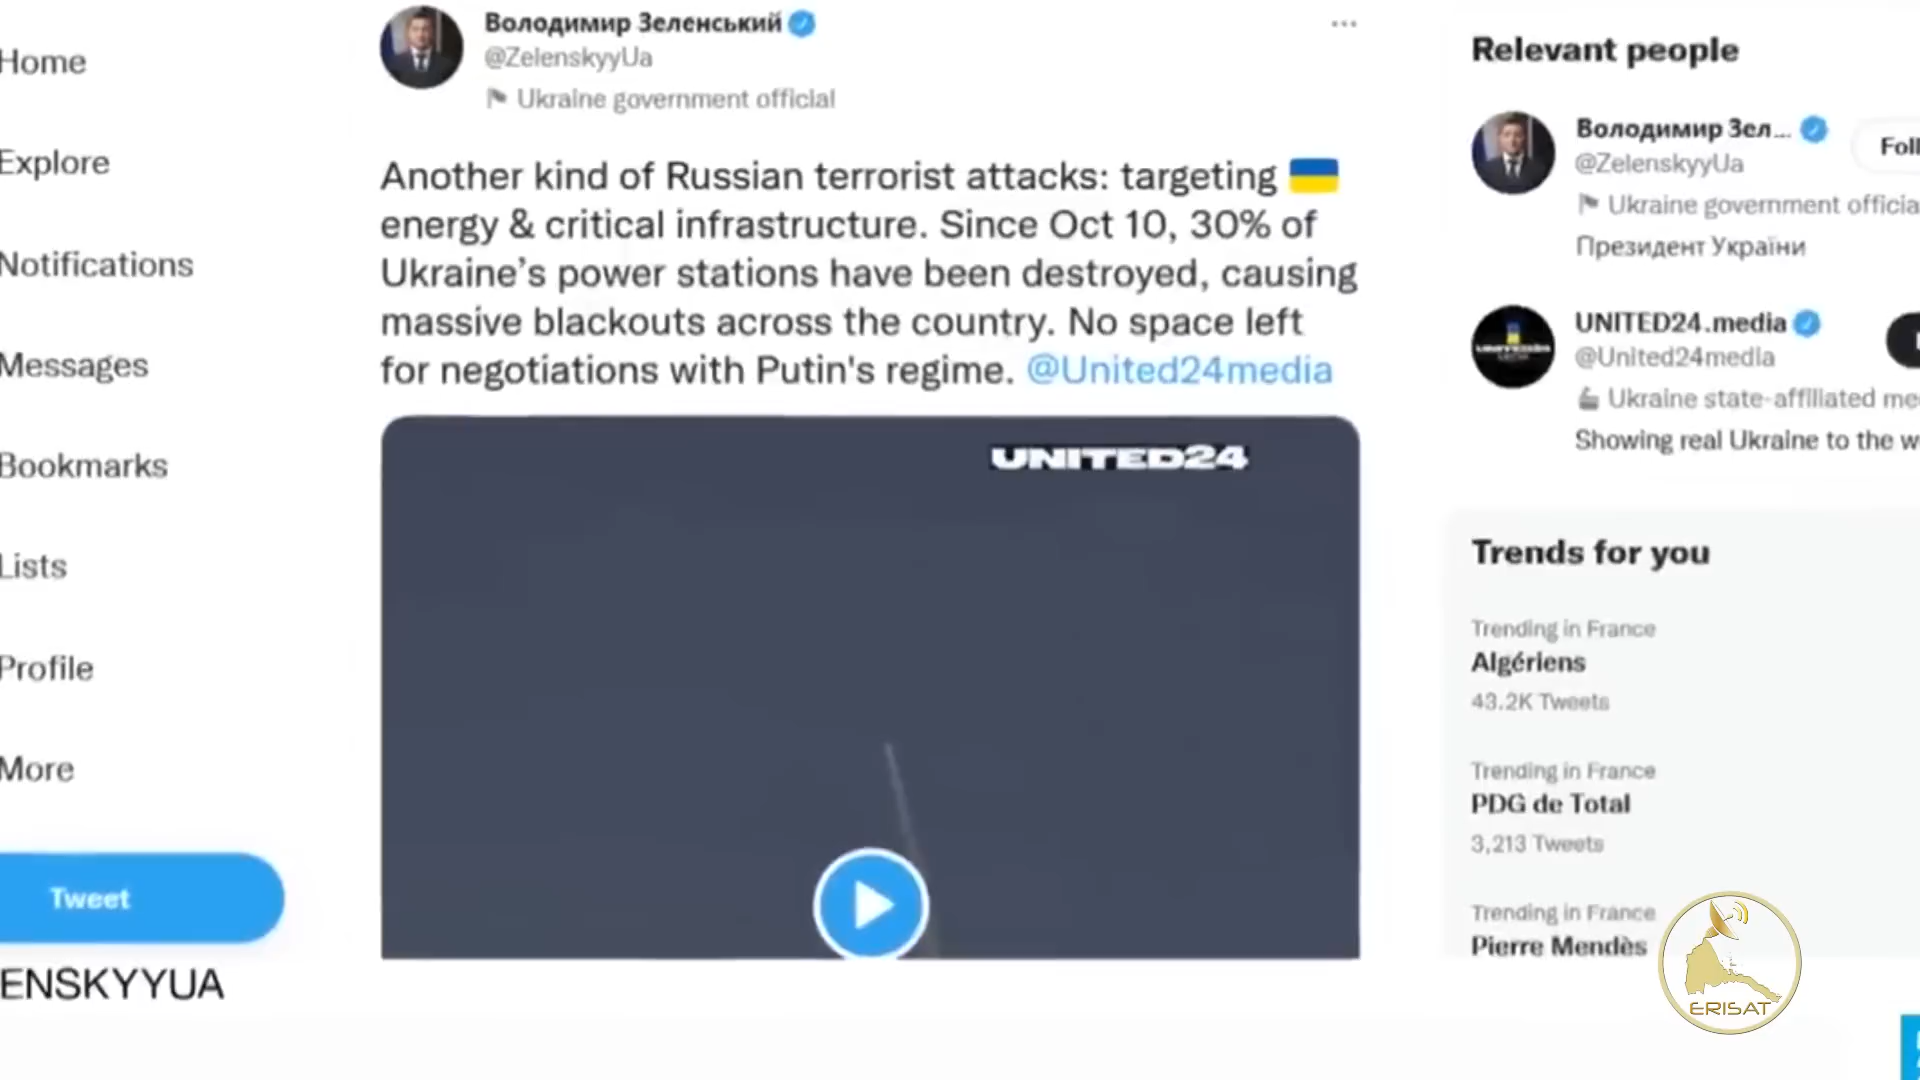 Home
Explore
Notifications
Messages
Bookmarks
Lists
Profile
More
Tweet
ENSKYYUA
Володимир Зеленський
@ZelenskyyUa
Ukraine government official
Another kind of Russian terrorist attacks: targeting
energy & critical infrastructure. Since Oct 10, 30% of
Ukraine’s power stations have been destroyed, causing
massive blackouts across the country. No space left
for negotiations with Putin's regime. @United24media
UNITED24
Relevant people
Володимир Зел...
Foll
@ZelenskyyUa
Ukraine government officia
Президент України
UNITED24.media
@United24media
Ukraine state-affiliated me
Showing real Ukraine to the w
Trends for you
Trending in France
Algériens
43.2K Tweets
Trending in France
PDG de Total
3,213 Tweets
Trending in France
Pierre Mendès
ERISAT